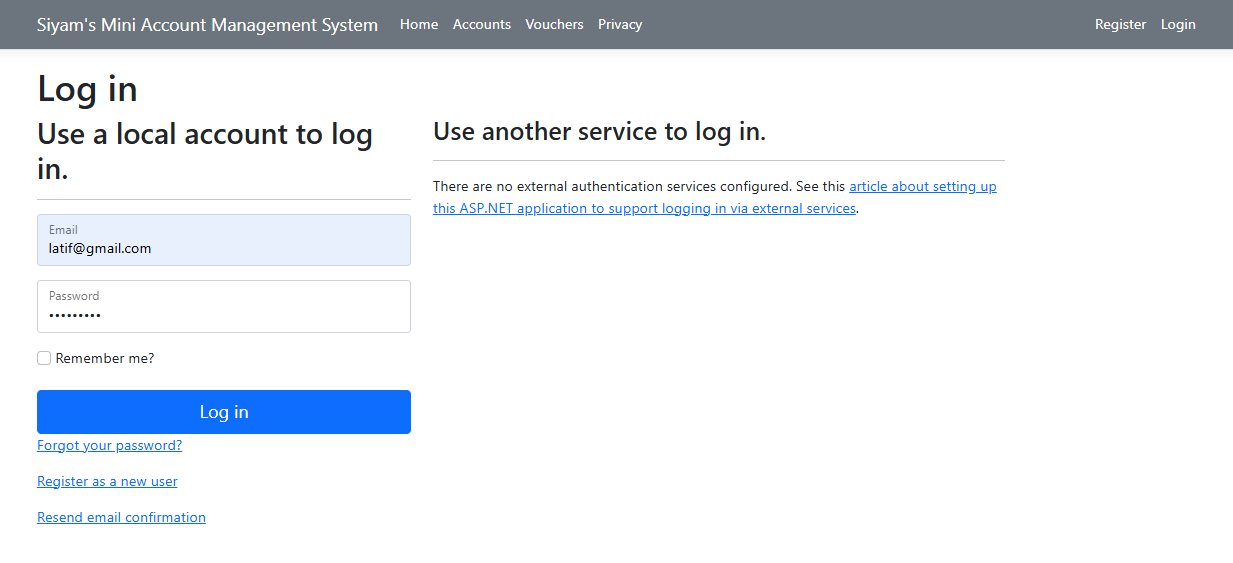 Siyam's Mini Account Management System Home Accounts Vouchers Privacy Register Login
Log in
Use a local account to log
in.
Email
latif@gmail.com
Password
•••••••••
Remember me?
Log in
Forgot your password?
Register as a new user
Resend email confirmation
Use another service to log in.
There are no external authentication services configured. See this article about setting up
this ASP.NET application to support logging in via external services.